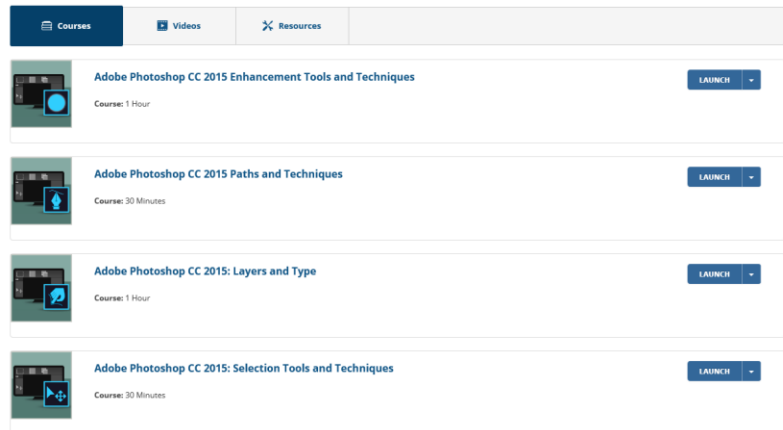 Courses
Videos
Resources
Adobe Photoshop CC 2015 Enhancement Tools and Techniques
LAUNCH
Course: 1 Hour
Adobe Photoshop CC 2015 Paths and Techniques
LAUNCH
Course: 30 Minutes
Adobe Photoshop CC 2015: Layers and Type
LAUNCH
Course: 1 Hour
Adobe Photoshop CC 2015: Selection Tools and Techniques
LAUNCH
Course: 30 Minutes